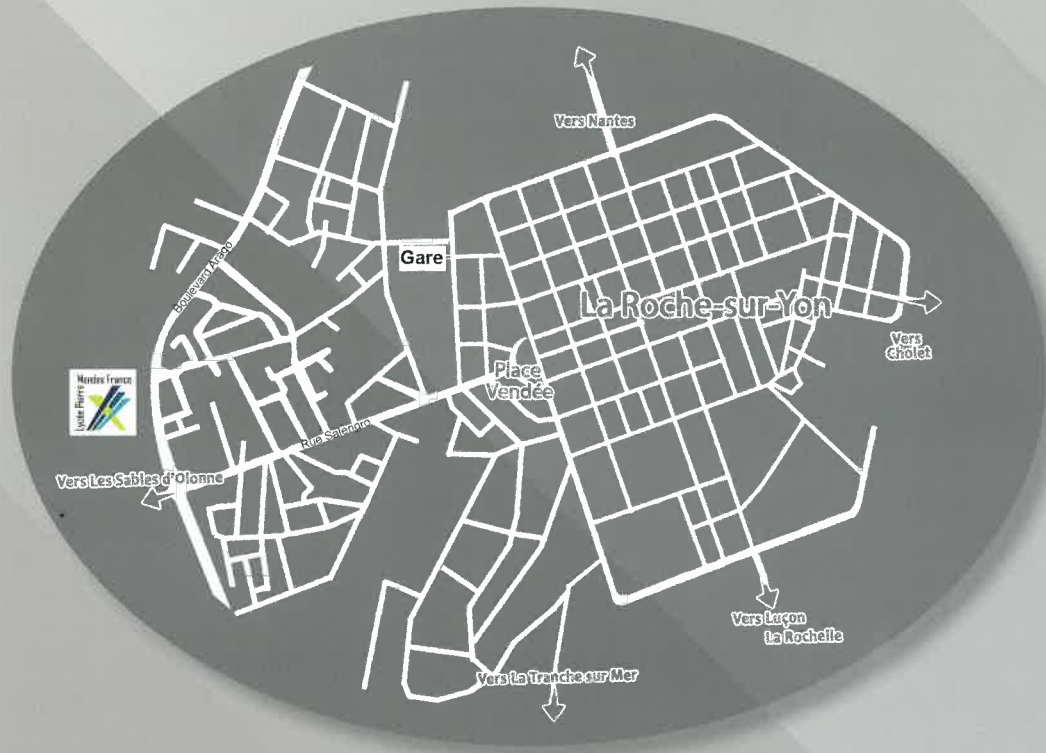 Vers Nantes
Boulevard Arago
Gare
La Roche-sur-Yon
Vers
Cholet
Place
Vendée
Lycée Pierre Mendès France
Rue Salengro
Vers Les Sables d'Olonne
Vers Luçon
La Rochelle
Vers La Tranche sur Mer